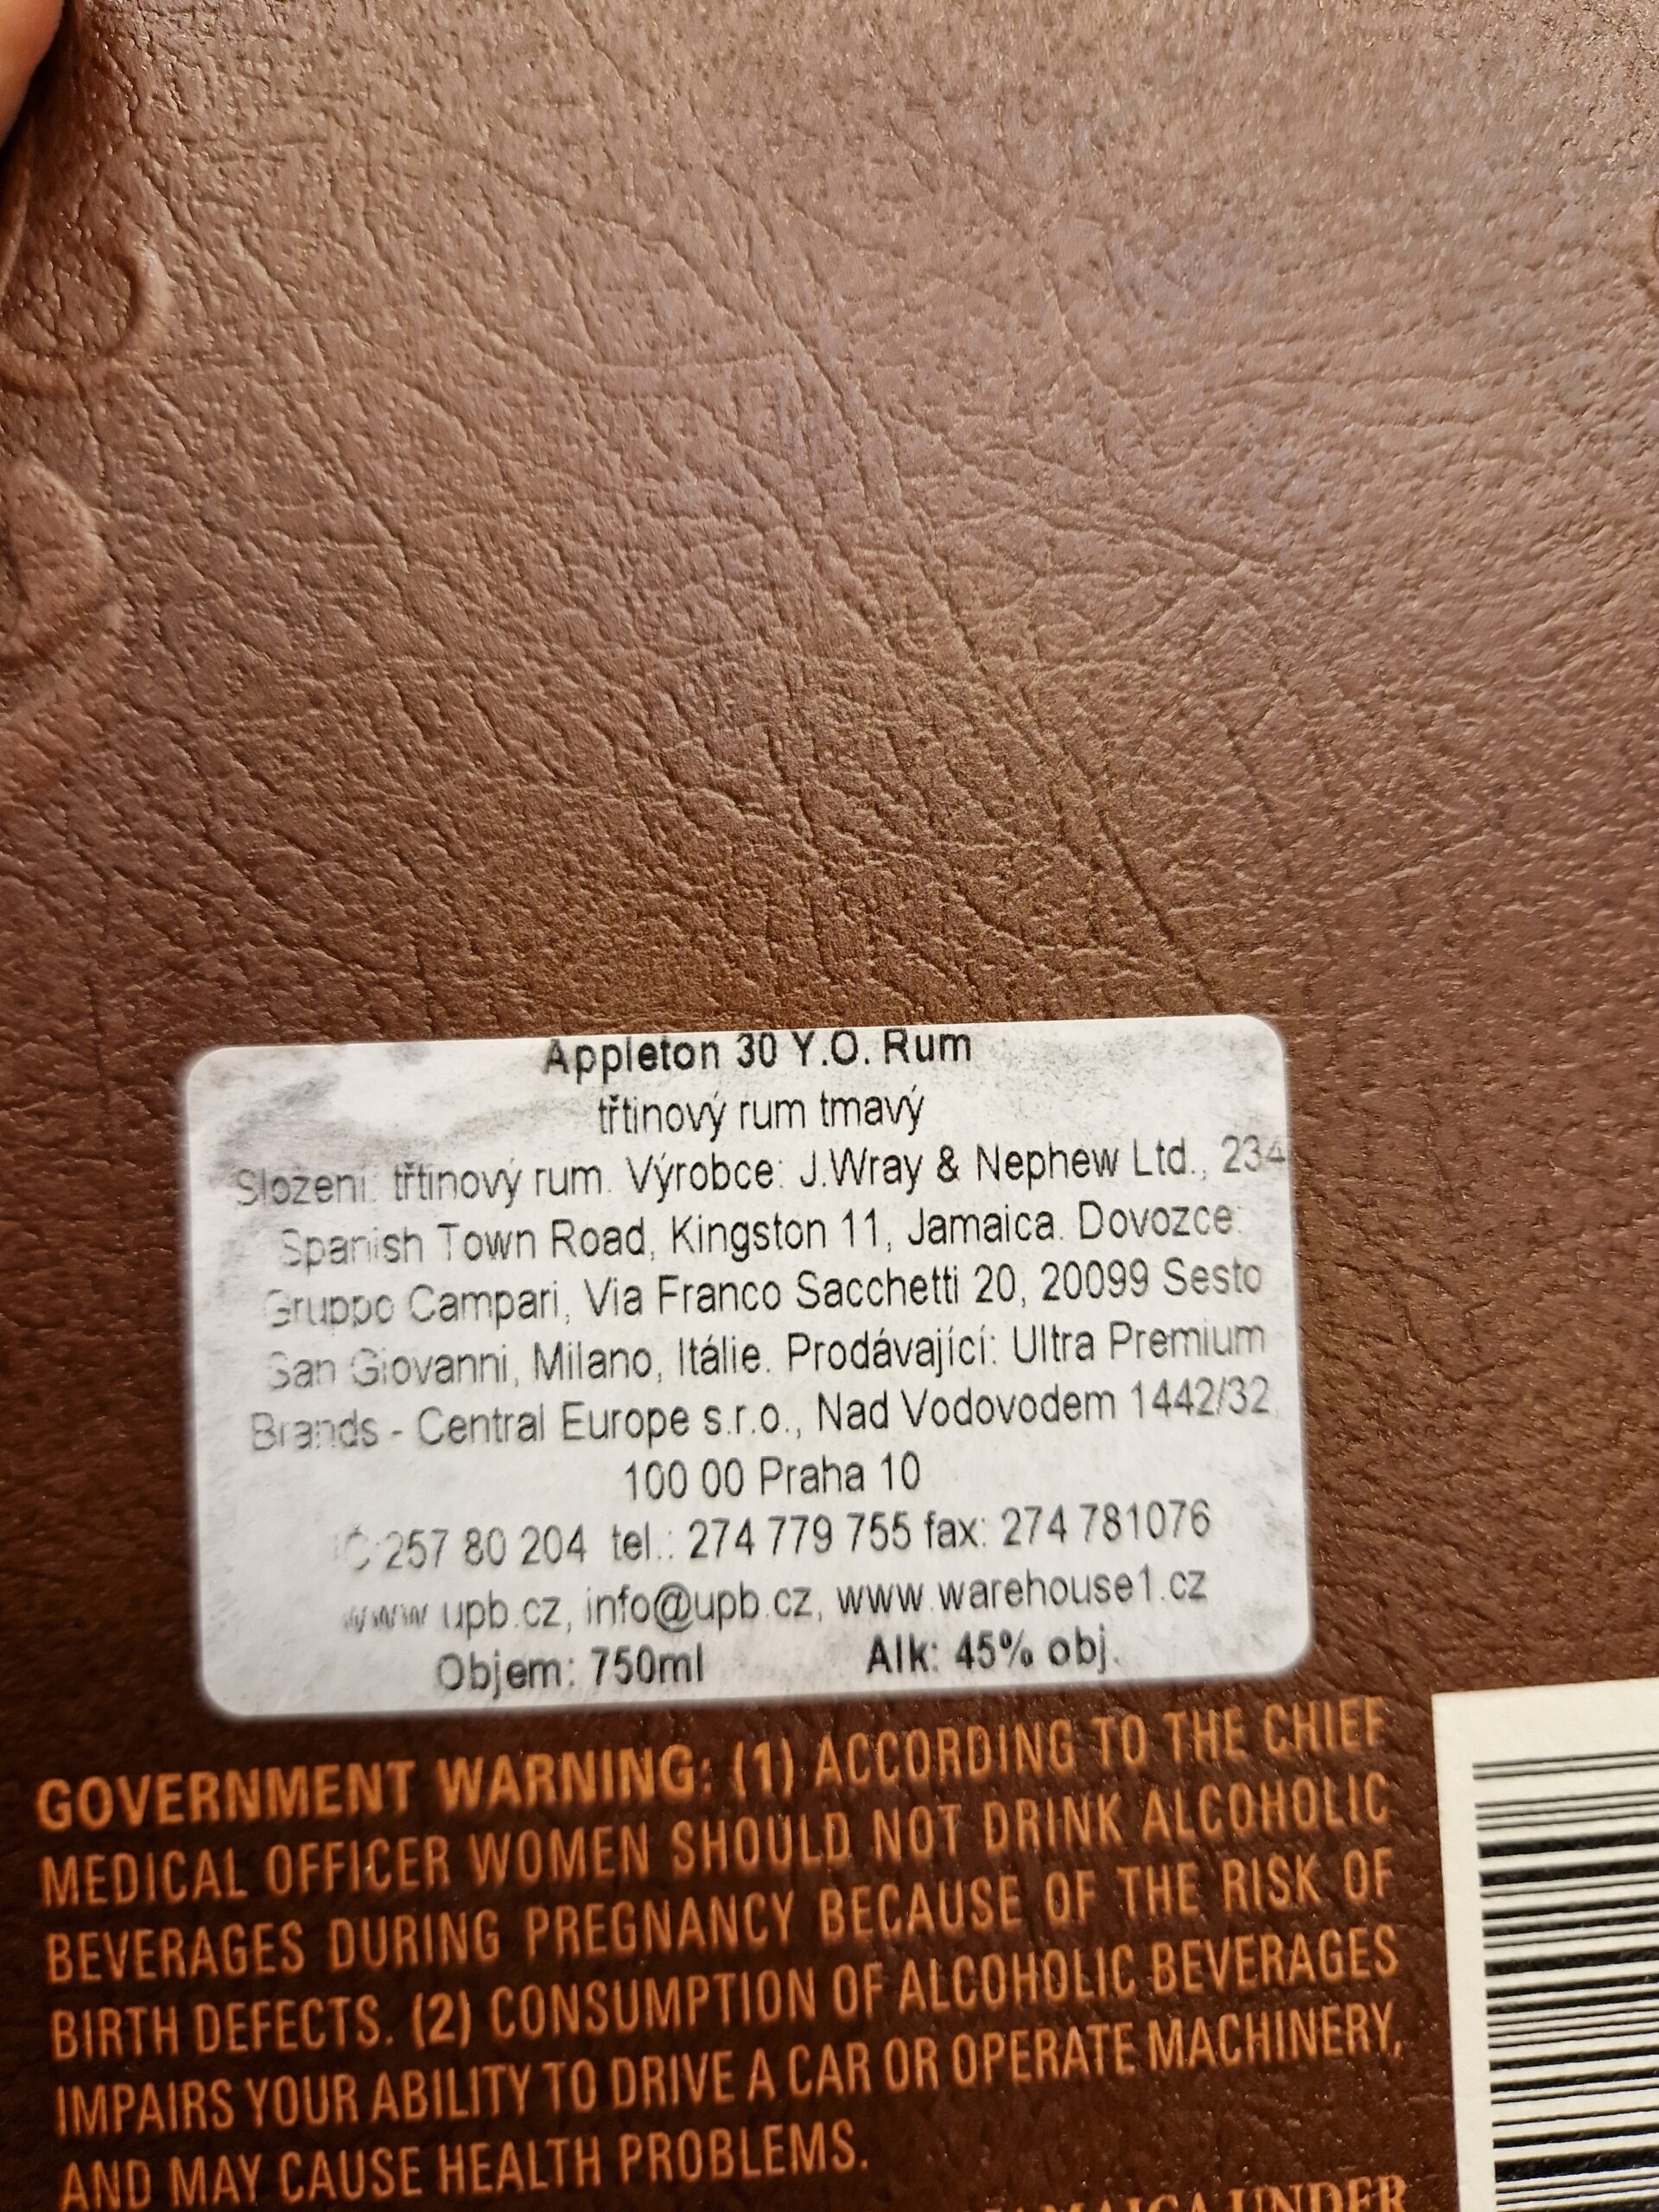 Appleton 30 Y.O. Rum
třtinový rum tmavý
Složení: třtinový rum. Výrobce: J.Wray & Nephew Ltd., 234
Spanish Town Road, Kingston 11, Jamaica. Dovozce:
Gruppo Campari, Via Franco Sacchetti 20, 20099 Sesto
San Giovanni, Milano, Itálie. Prodávající: Ultra Premium
Brands - Central Europe s.r.o., Nad Vodovodem 1442/32,
100 00 Praha 10
IČ 257 80 204 tel.: 274 779 755 fax: 274 781076
www.upb.cz, info@upb.cz, www.warehouse1.cz
Objem: 750ml Alk: 45% obj.
GOVERNMENT WARNING: (1) ACCORDING TO THE CHIEF
MEDICAL OFFICER WOMEN SHOULD NOT DRINK ALCOHOLIC
BEVERAGES DURING PREGNANCY BECAUSE OF THE RISK OF
BIRTH DEFECTS. (2) CONSUMPTION OF ALCOHOLIC BEVERAGES
IMPAIRS YOUR ABILITY TO DRIVE A CAR OR OPERATE MACHINERY,
AND MAY CAUSE HEALTH PROBLEMS.
JAMAICA UNDER